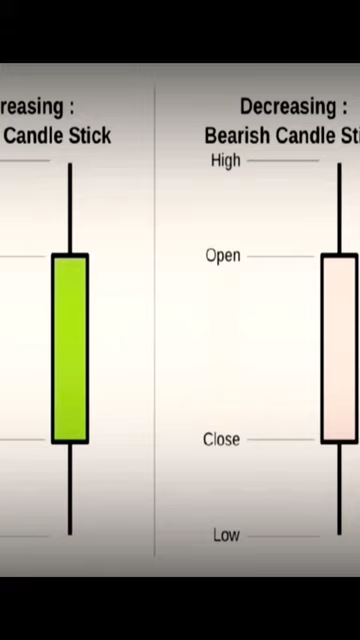 reasing :
Candle Stick
Decreasing :
Bearish Candle Sti
High
Open
Close
Low